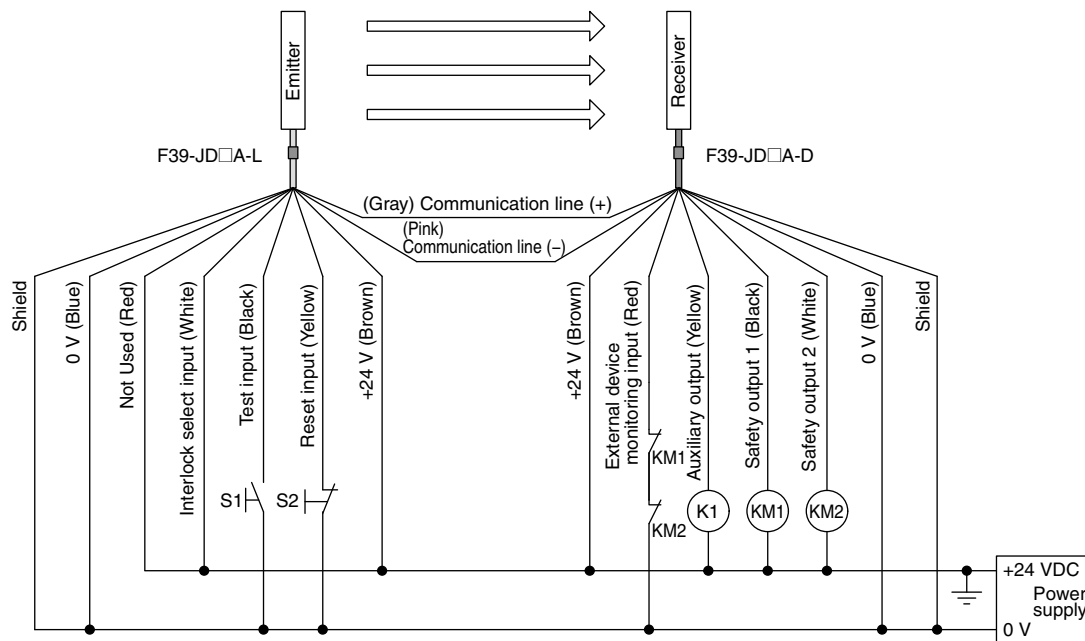 Emitter
Receiver
F39-JD□A-L
F39-JD□A-D
(Gray) Communication line (+)
(Pink)
Communication line (−)
Shield
0 V (Blue)
Not Used (Red)
Interlock select input (White)
Test input (Black)
Reset input (Yellow)
+24 V (Brown)
+24 V (Brown)
External device
monitoring input (Red)
Auxiliary output (Yellow)
Safety output 1 (Black)
Safety output 2 (White)
0 V (Blue)
Shield
S1
S2
KM1
KM2
K1
KM1
KM2
+24 VDC
Power
supply
0 V